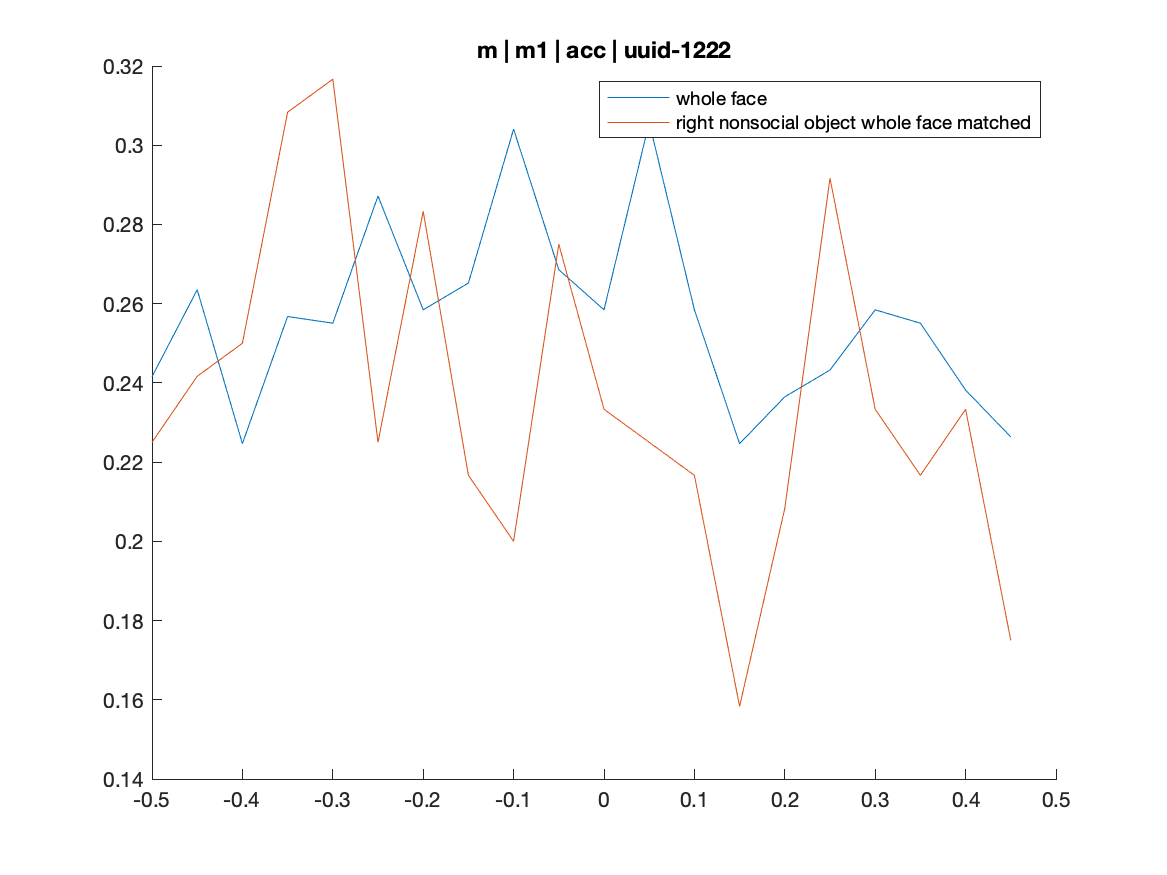 m | m1 | acc | uuid-1222
whole face
right nonsocial object whole face matched
0.32
0.3
0.28
0.26
0.24
0.22
0.2
0.18
0.16
0.14
-0.5 -0.4 -0.3 -0.2 -0.1 0 0.1 0.2 0.3 0.4 0.5